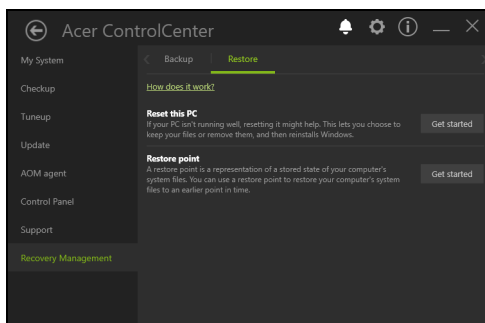 Acer ControlCenter
My System
Checkup
Tuneup
Update
AOM agent
Control Panel
Support
Recovery Management
Backup
Restore
How does it work?
Reset this PC
If your PC isn't running well, resetting it might help. This lets you choose to
keep your files or remove them, and then reinstalls Windows.
Get started
Restore point
A restore point is a representation of a stored state of your computer's
system files. You can use a restore point to restore your computer's system
files to an earlier point in time.
Get started